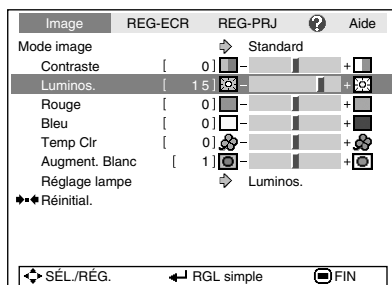 Image REG-ECR REG-PRJ ? Aide
Mode image Standard
Contraste [ 0] - +
Luminos. [ 15] - +
Rouge [ 0] - +
Bleu [ 0] - +
Temp Clr [ 0] - +
Augment. Blanc [ 1] - +
Réglage lampe Luminos.
Réinitial.
SÉL./RÉG. RGL simple FIN